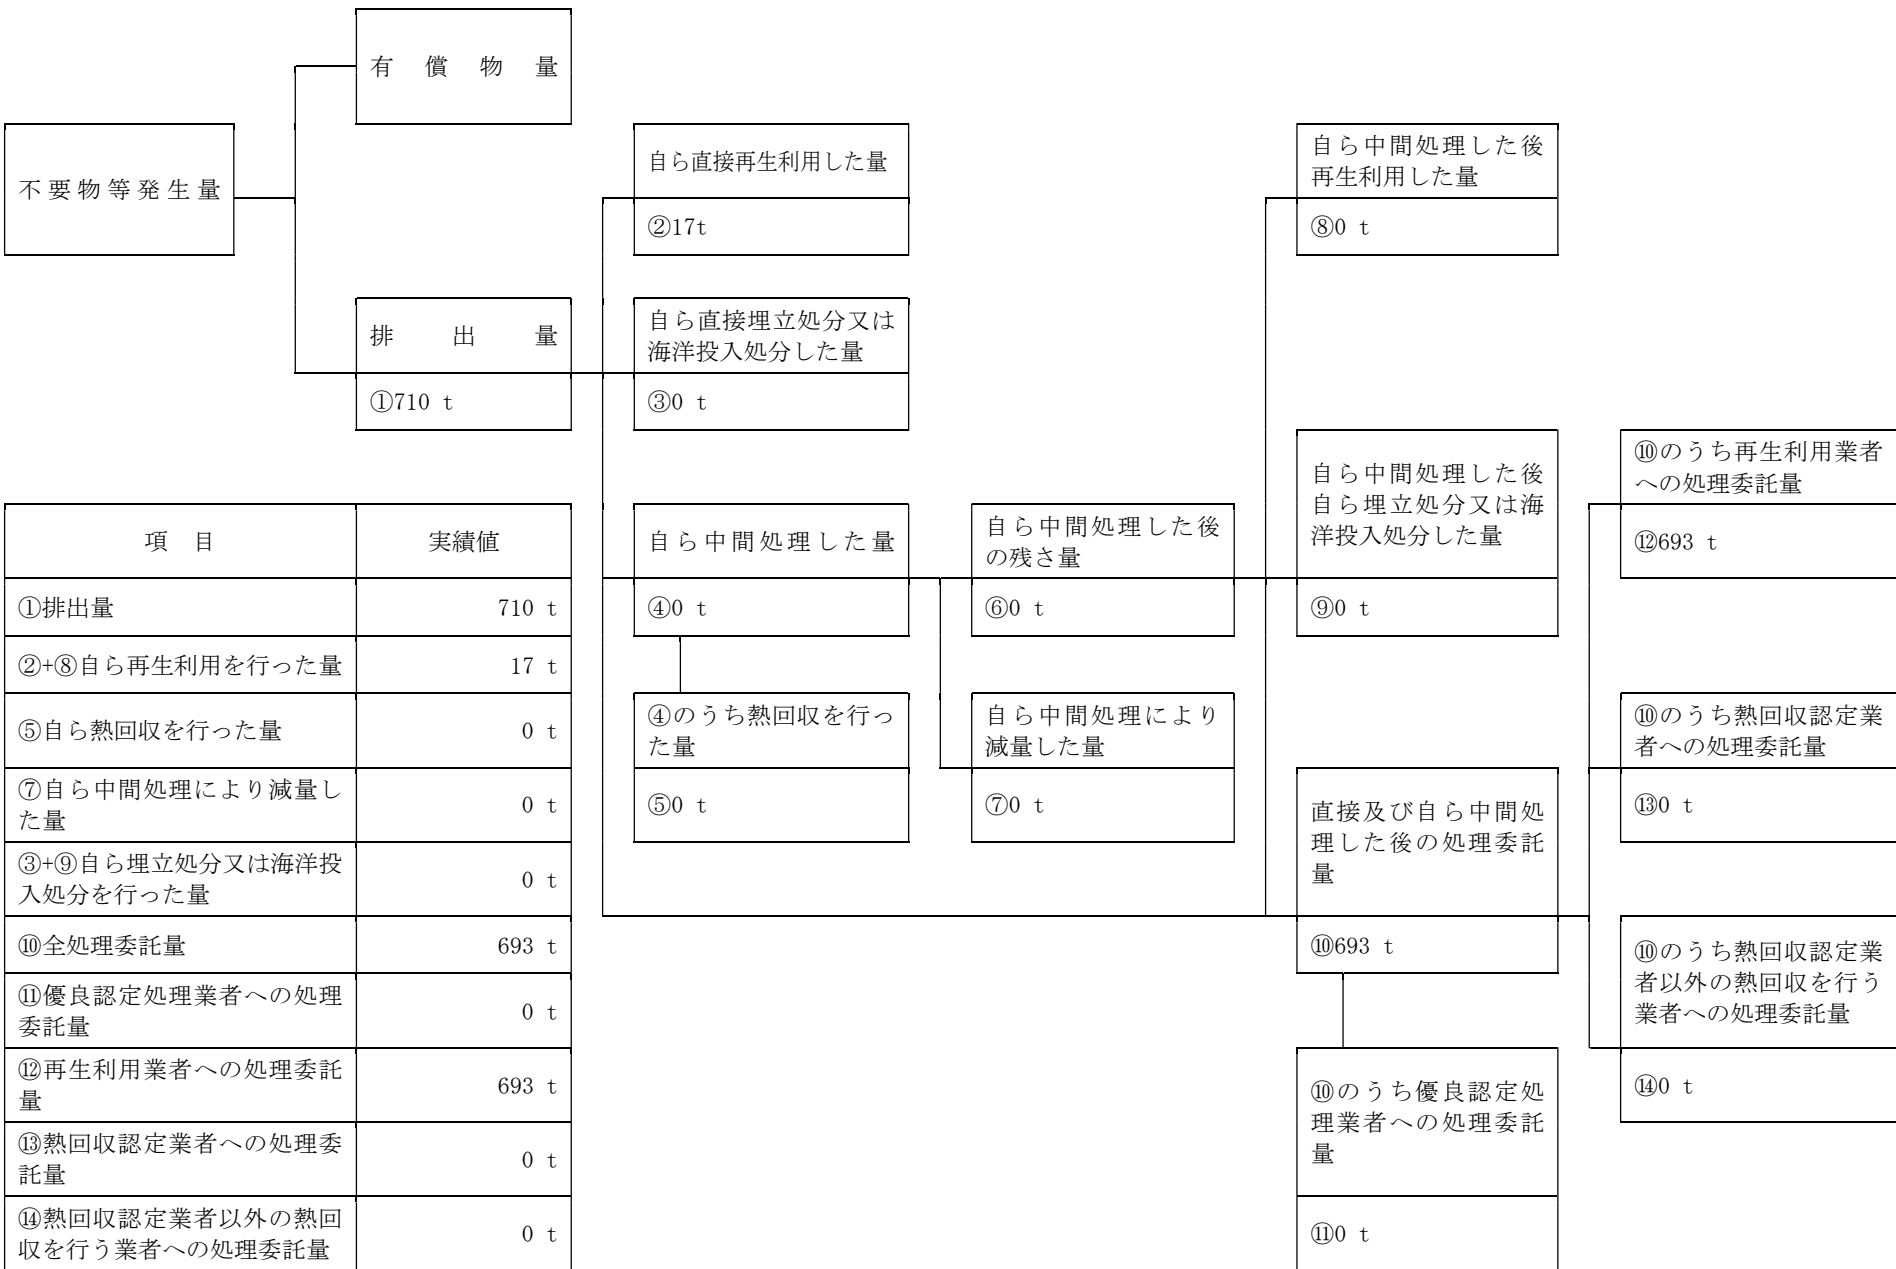 有償物量
不要物等発生量
自ら直接再生利用した量
②17t
自ら中間処理した後
再生利用した量
⑧0 t
排出量
①710 t
自ら直接埋立処分又は
海洋投入処分した量
③0 t
自ら中間処理した量
④0 t
自ら中間処理した後
の残さ量
⑥0 t
自ら中間処理した後
自ら埋立処分又は海
洋投入処分した量
⑨0 t
⑩のうち再生利用業者
への処理委託量
⑫693 t
④のうち熱回収を行っ
た量
⑤0 t
自ら中間処理により
減量した量
⑦0 t
直接及び自ら中間処
理した後の処理委託
量
⑩693 t
⑩のうち熱回収認定業
者への処理委託量
⑬0 t
⑩のうち熱回収認定業
者以外の熱回収を行う
業者への処理委託量
⑭0 t
⑩のうち優良認定処
理業者への処理委託
量
⑪0 t
項目 実績値
①排出量 710 t
②+⑧自ら再生利用を行った量 17 t
⑤自ら熱回収を行った量 0 t
⑦自ら中間処理により減量し
た量 0 t
③+⑨自ら埋立処分又は海洋投
入処分を行った量 0 t
⑩全処理委託量 693 t
⑪優良認定処理業者への処理
委託量 0 t
⑫再生利用業者への処理委託
量 693 t
⑬熱回収認定業者への処理委
託量 0 t
⑭熱回収認定業者以外の熱回
収を行う業者への処理委託量 0 t